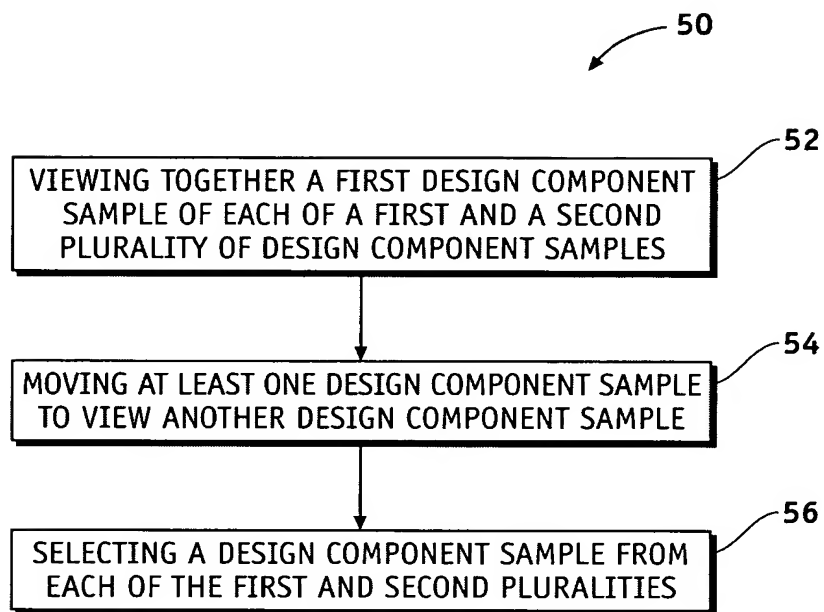 50
52
VIEWING TOGETHER A FIRST DESIGN COMPONENT
SAMPLE OF EACH OF A FIRST AND A SECOND
PLURALITY OF DESIGN COMPONENT SAMPLES
54
MOVING AT LEAST ONE DESIGN COMPONENT SAMPLE
TO VIEW ANOTHER DESIGN COMPONENT SAMPLE
56
SELECTING A DESIGN COMPONENT SAMPLE FROM
EACH OF THE FIRST AND SECOND PLURALITIES